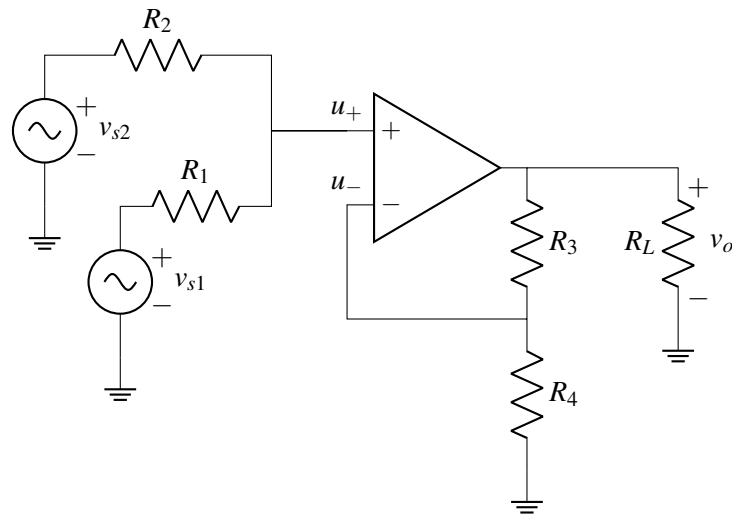 R2
+
vs2
−
u+
+
R1
u−
−
+
vs1
−
R3
RL
+
vo
−
R4